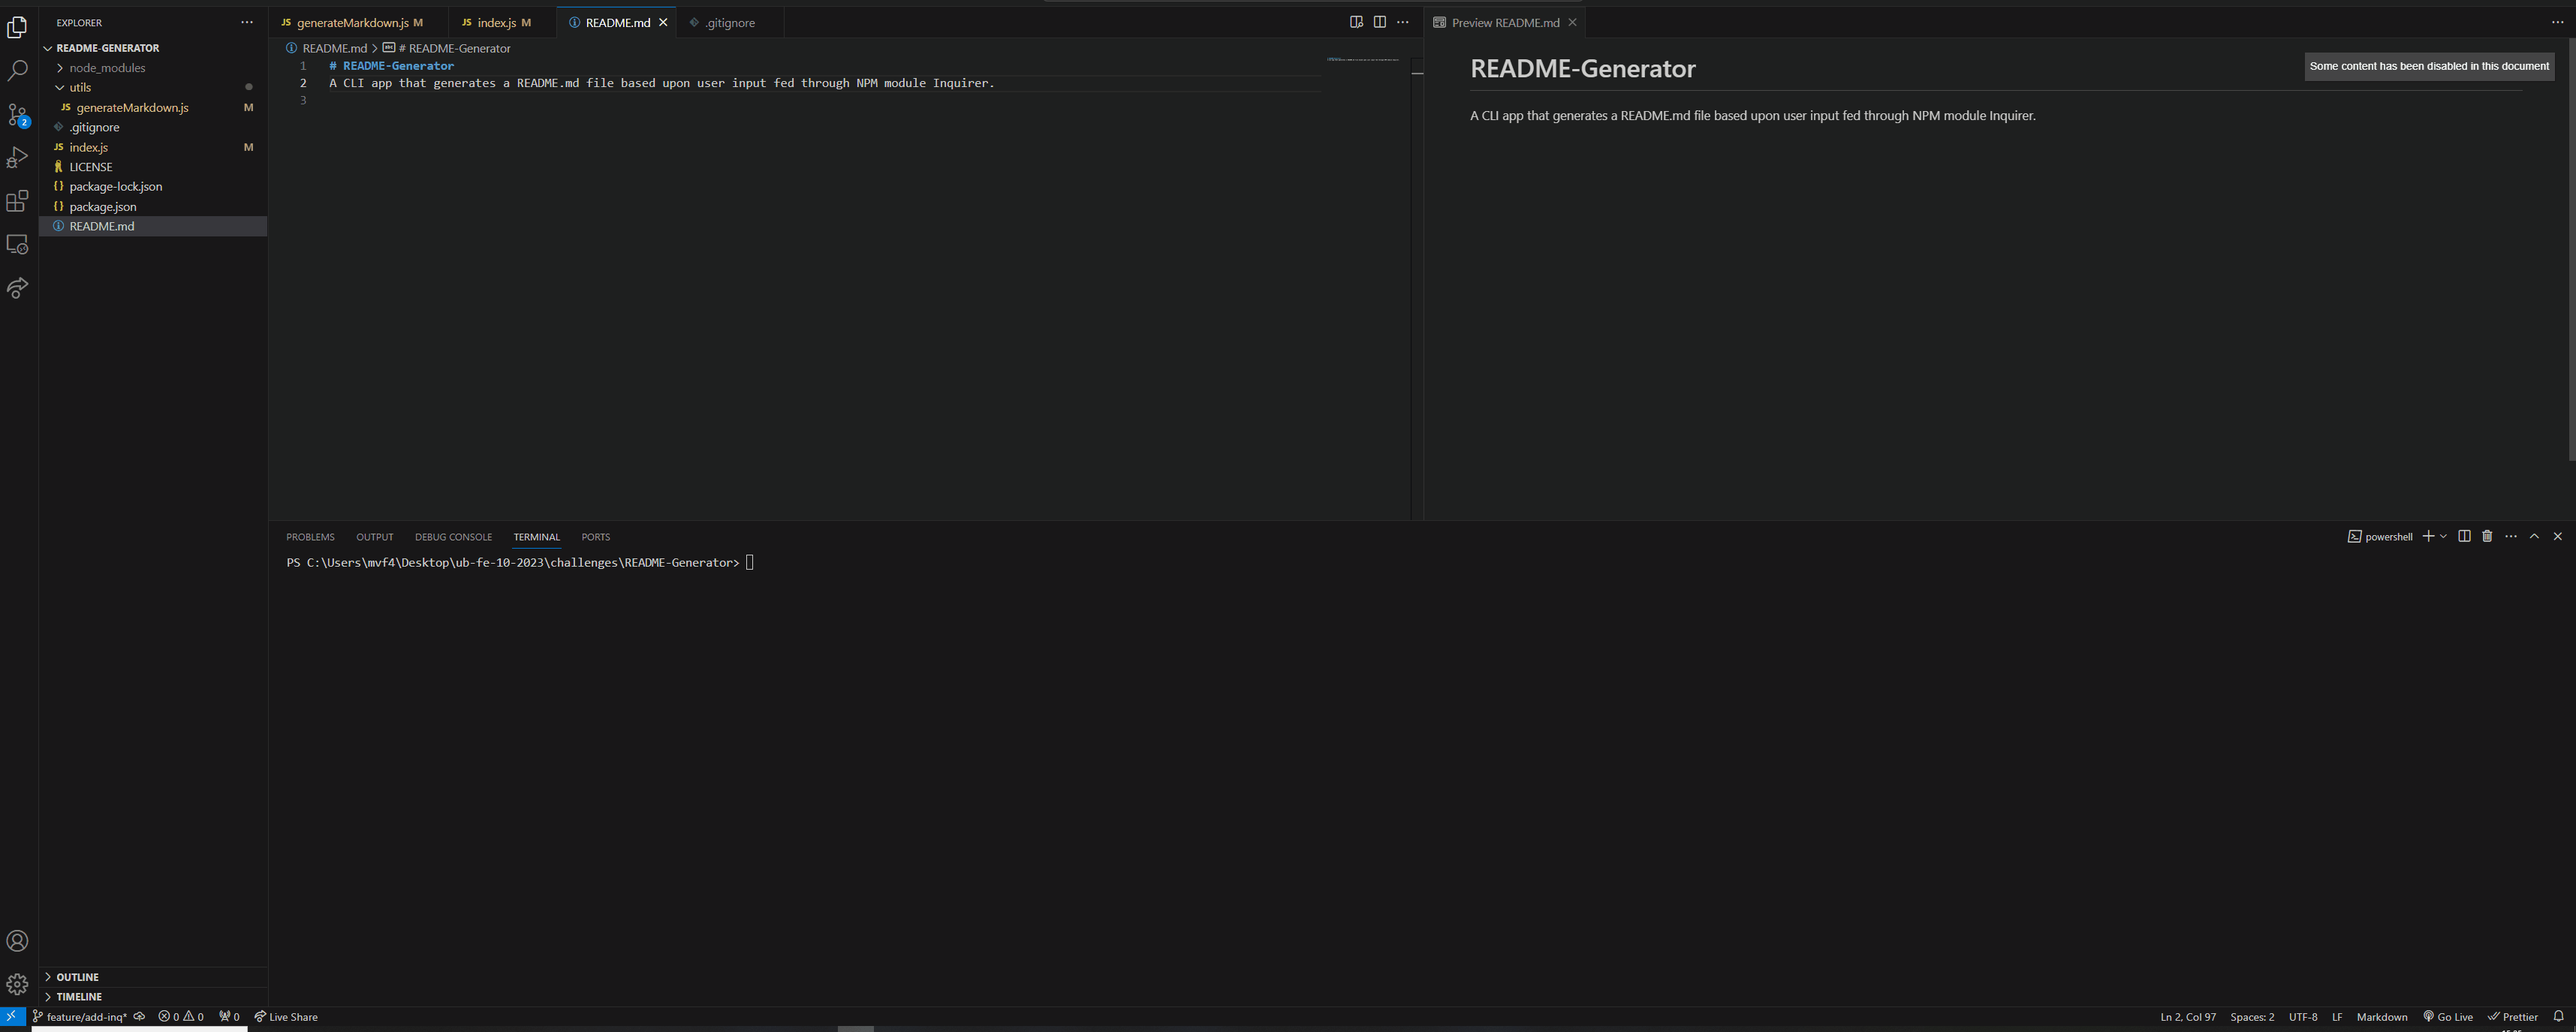 EXPLORER
README-GENERATOR
node_modules
utils
JS generateMarkdown.js M
.gitignore
JS index.js M
LICENSE
{} package-lock.json
{} package.json
README.md
OUTLINE
TIMELINE
2
JS generateMarkdown.js M
JS index.js M
README.md
.gitignore
README.md > # README-Generator
1 # README-Generator
2 A CLI app that generates a README.md file based upon user input fed through NPM module Inquirer.
3
Preview README.md
README-Generator
Some content has been disabled in this document
A CLI app that generates a README.md file based upon user input fed through NPM module Inquirer.
PROBLEMS OUTPUT DEBUG CONSOLE TERMINAL PORTS
powershell
PS C:\Users\mvf4\Desktop\ub-fe-10-2023\challenges\README-Generator>
feature/add-inq* 0 0 0 Live Share
Ln 2, Col 97 Spaces: 2 UTF-8 LF Markdown Go Live Prettier